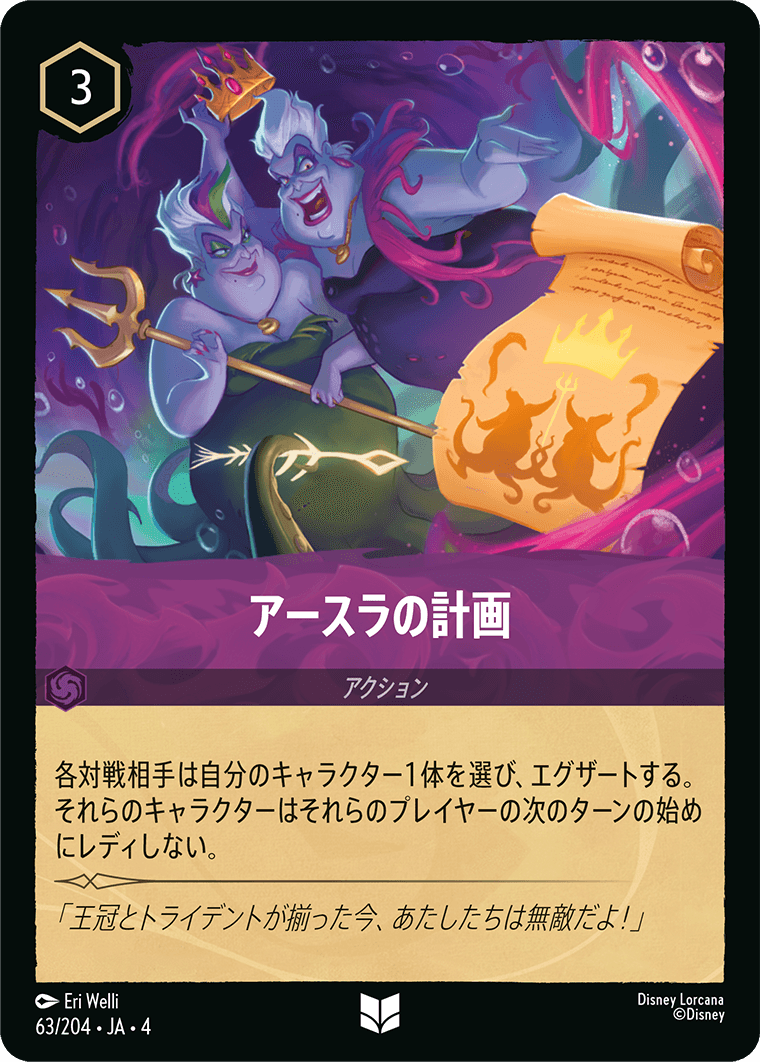 3
アースラの計画
アクション
各対戦相手は自分のキャラクター1体を選び、エグザートする。
それらのキャラクターはそれらのプレイヤーの次のターンの始め
にレディしない。
「王冠とトライデントが揃った今、あたしたちは無敵だよ!」
Eri Welli
63/204 • JA • 4
Disney Lorcana
©Disney